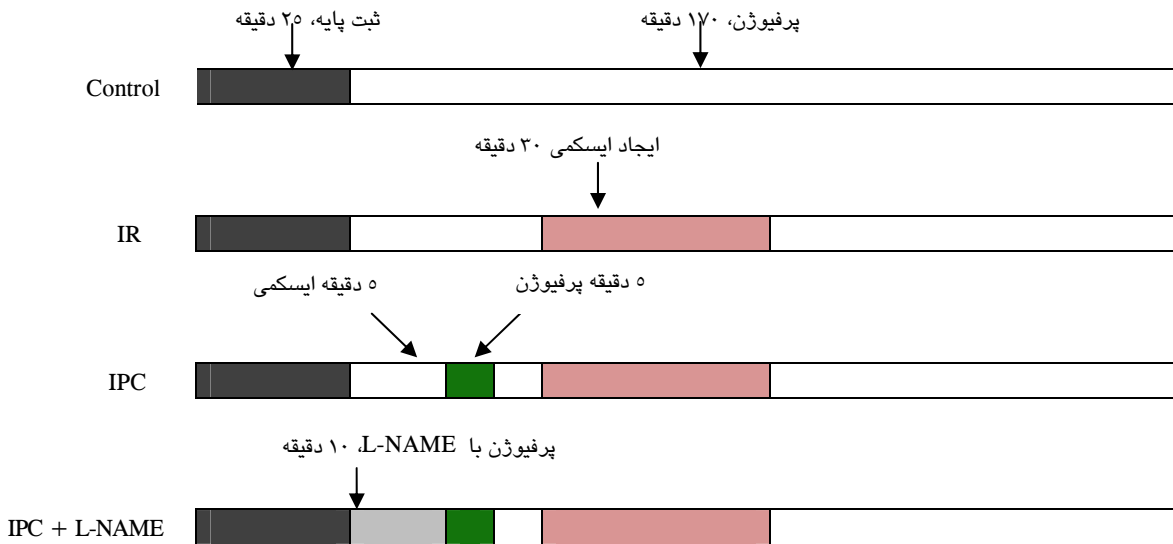 ثبت پایه، ۲۵ دقیقه
پرفیوژن، ۱۷۰ دقیقه
Control
ایجاد ایسکمی ۳۰ دقیقه
IR
۵ دقیقه ایسکمی
۵ دقیقه پرفیوژن
IPC
پرفیوژن با L-NAME، ۱۰ دقیقه
IPC + L-NAME